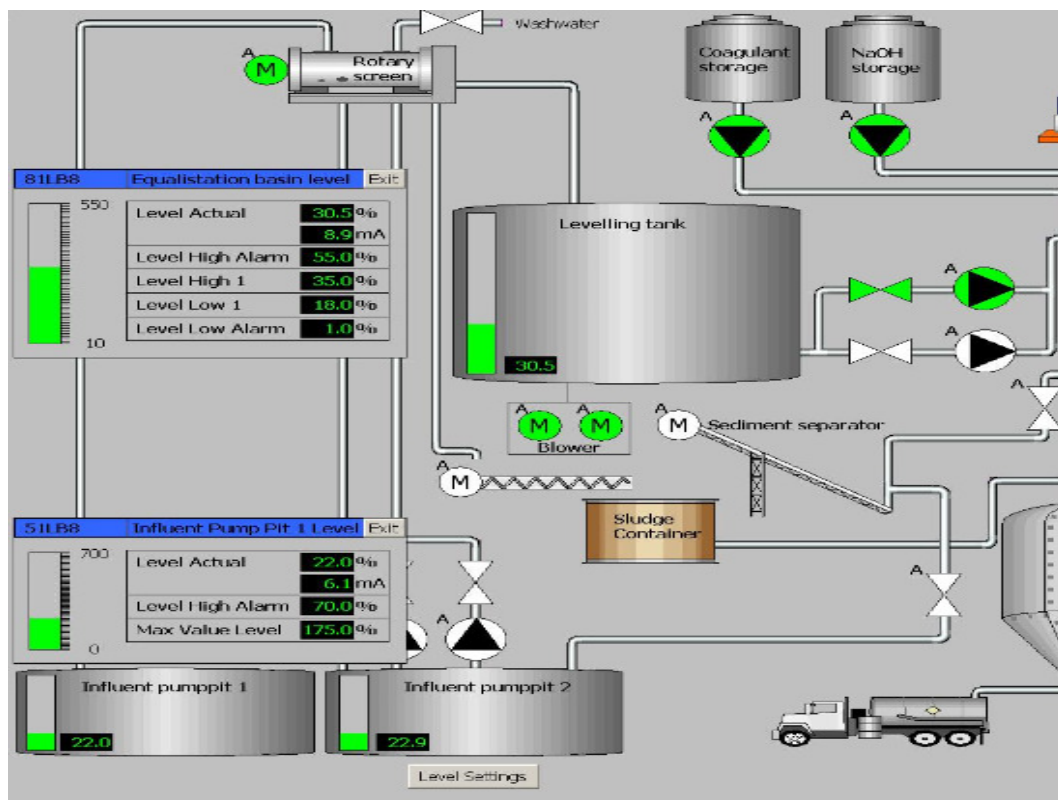 Washwater
A
M
Rotary
screen
Coagulant
storage
NaOH
storage
A
A
81LB8 Equalistation basin level Exit
550
10
Level Actual 30.5 %
8.9 mA
Level High Alarm 55.0 %
Level High 1 35.0 %
Level Low 1 18.0 %
Level Low Alarm 1.0 %
Levelling tank
30.5
A
A
A
A
M
A
M
Blower
A
M
Sediment separator
A
M
Sludge
Container
51LB8 Influent Pump Pit 1 Level Exit
700
0
Level Actual 22.0 %
6.1 mA
Level High Alarm 70.0 %
Max Value Level 175.0 %
A
A
Influent pumppit 1
22.0
Influent pumppit 2
22.9
Level Settings